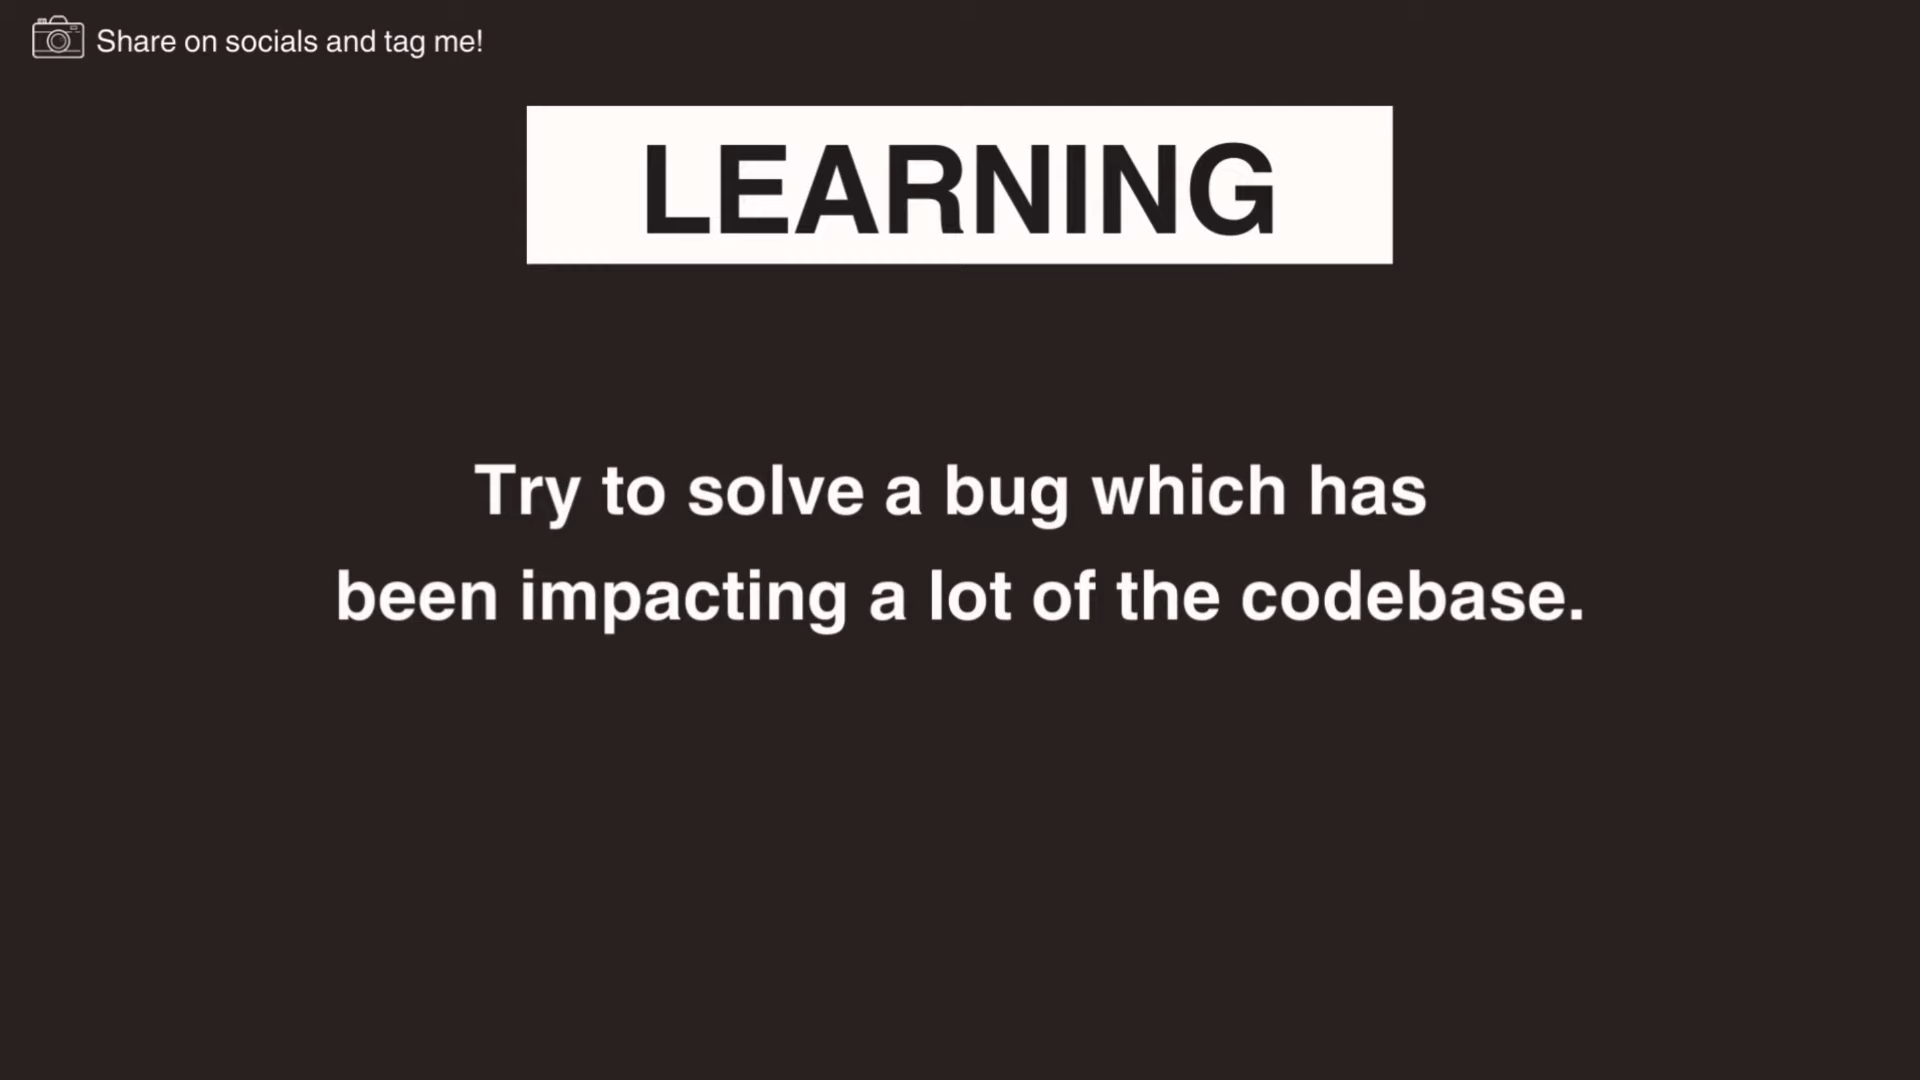 Share on socials and tag me!
LEARNING
Try to solve a bug which has
been impacting a lot of the codebase.